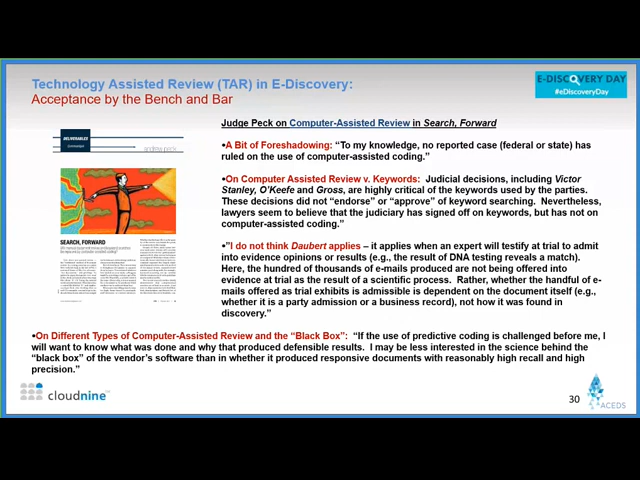 Technology Assisted Review (TAR) in E-Discovery:
Acceptance by the Bench and Bar
E-DISCOVERY DAY
#eDiscoveryDay
Judge Peck on Computer-Assisted Review in Search, Forward
DELIVERABLES
andrew peck
SEARCH, FORWARD
•A Bit of Foreshadowing: “To my knowledge, no reported case (federal or state) has
ruled on the use of computer-assisted coding.”
•On Computer Assisted Review v. Keywords: Judicial decisions, including Victor
Stanley, O'Keefe and Gross, are highly critical of the keywords used by the parties.
These decisions did not “endorse” or “approve” of keyword searching. Nevertheless,
lawyers seem to believe that the judiciary has signed off on keywords, but has not on
computer-assisted coding.”
•”I do not think Daubert applies – it applies when an expert will testify at trial to admit
into evidence opinions or results (e.g., the result of DNA testing reveals a match).
Here, the hundred of thousands of e-mails produced are not being offered into
evidence at trial as the result of a scientific process. Rather, whether the handful of e-
mails offered as trial exhibits is admissible is dependent on the document itself (e.g.,
whether it is a party admission or a business record), not how it was found in
discovery.”
•On Different Types of Computer-Assisted Review and the “Black Box”: “If the use of predictive coding is challenged before me, I
will want to know what was done and why that produced defensible results. I may be less interested in the science behind the
“black box” of the vendor’s software than in whether it produced responsive documents with reasonably high recall and high
precision.”
cloudnine
30
ACEDS